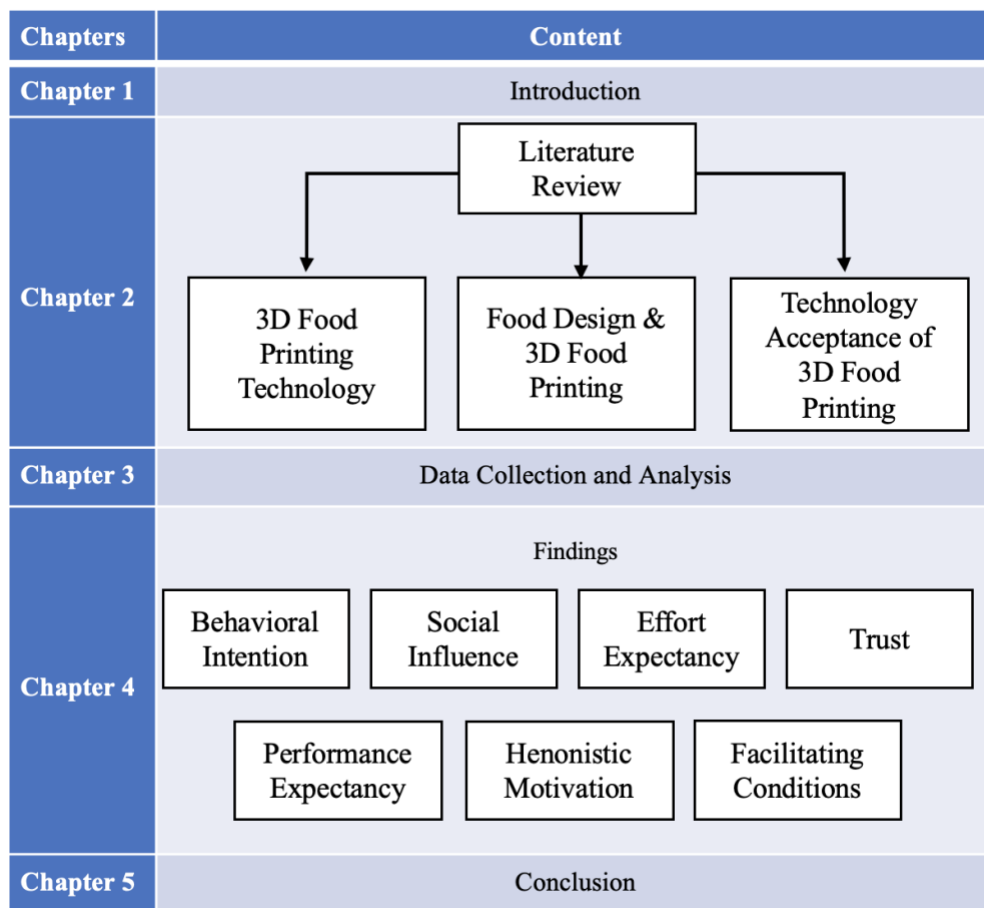 Chapters
Content
Chapter 1
Introduction
Chapter 2
Literature
Review
3D Food
Printing
Technology
Food Design &
3D Food
Printing
Technology
Acceptance of
3D Food
Printing
Chapter 3
Data Collection and Analysis
Chapter 4
Findings
Behavioral
Intention
Social
Influence
Effort
Expectancy
Trust
Performance
Expectancy
Henonistic
Motivation
Facilitating
Conditions
Chapter 5
Conclusion